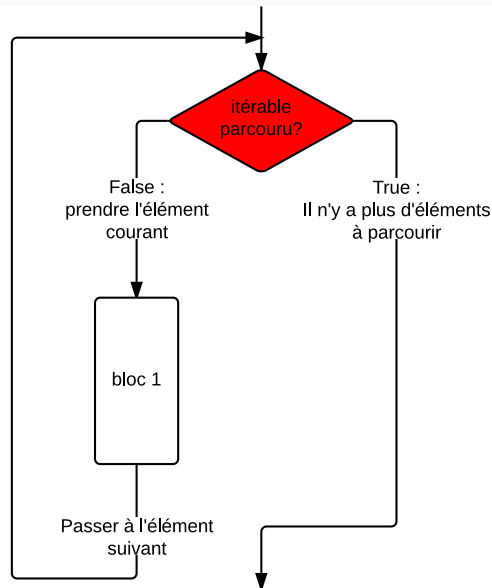 itérable
parcouru?
False :
prendre l'élément
courant
True :
Il n'y a plus d'éléments
à parcourir
bloc 1
Passer à l'élément
suivant